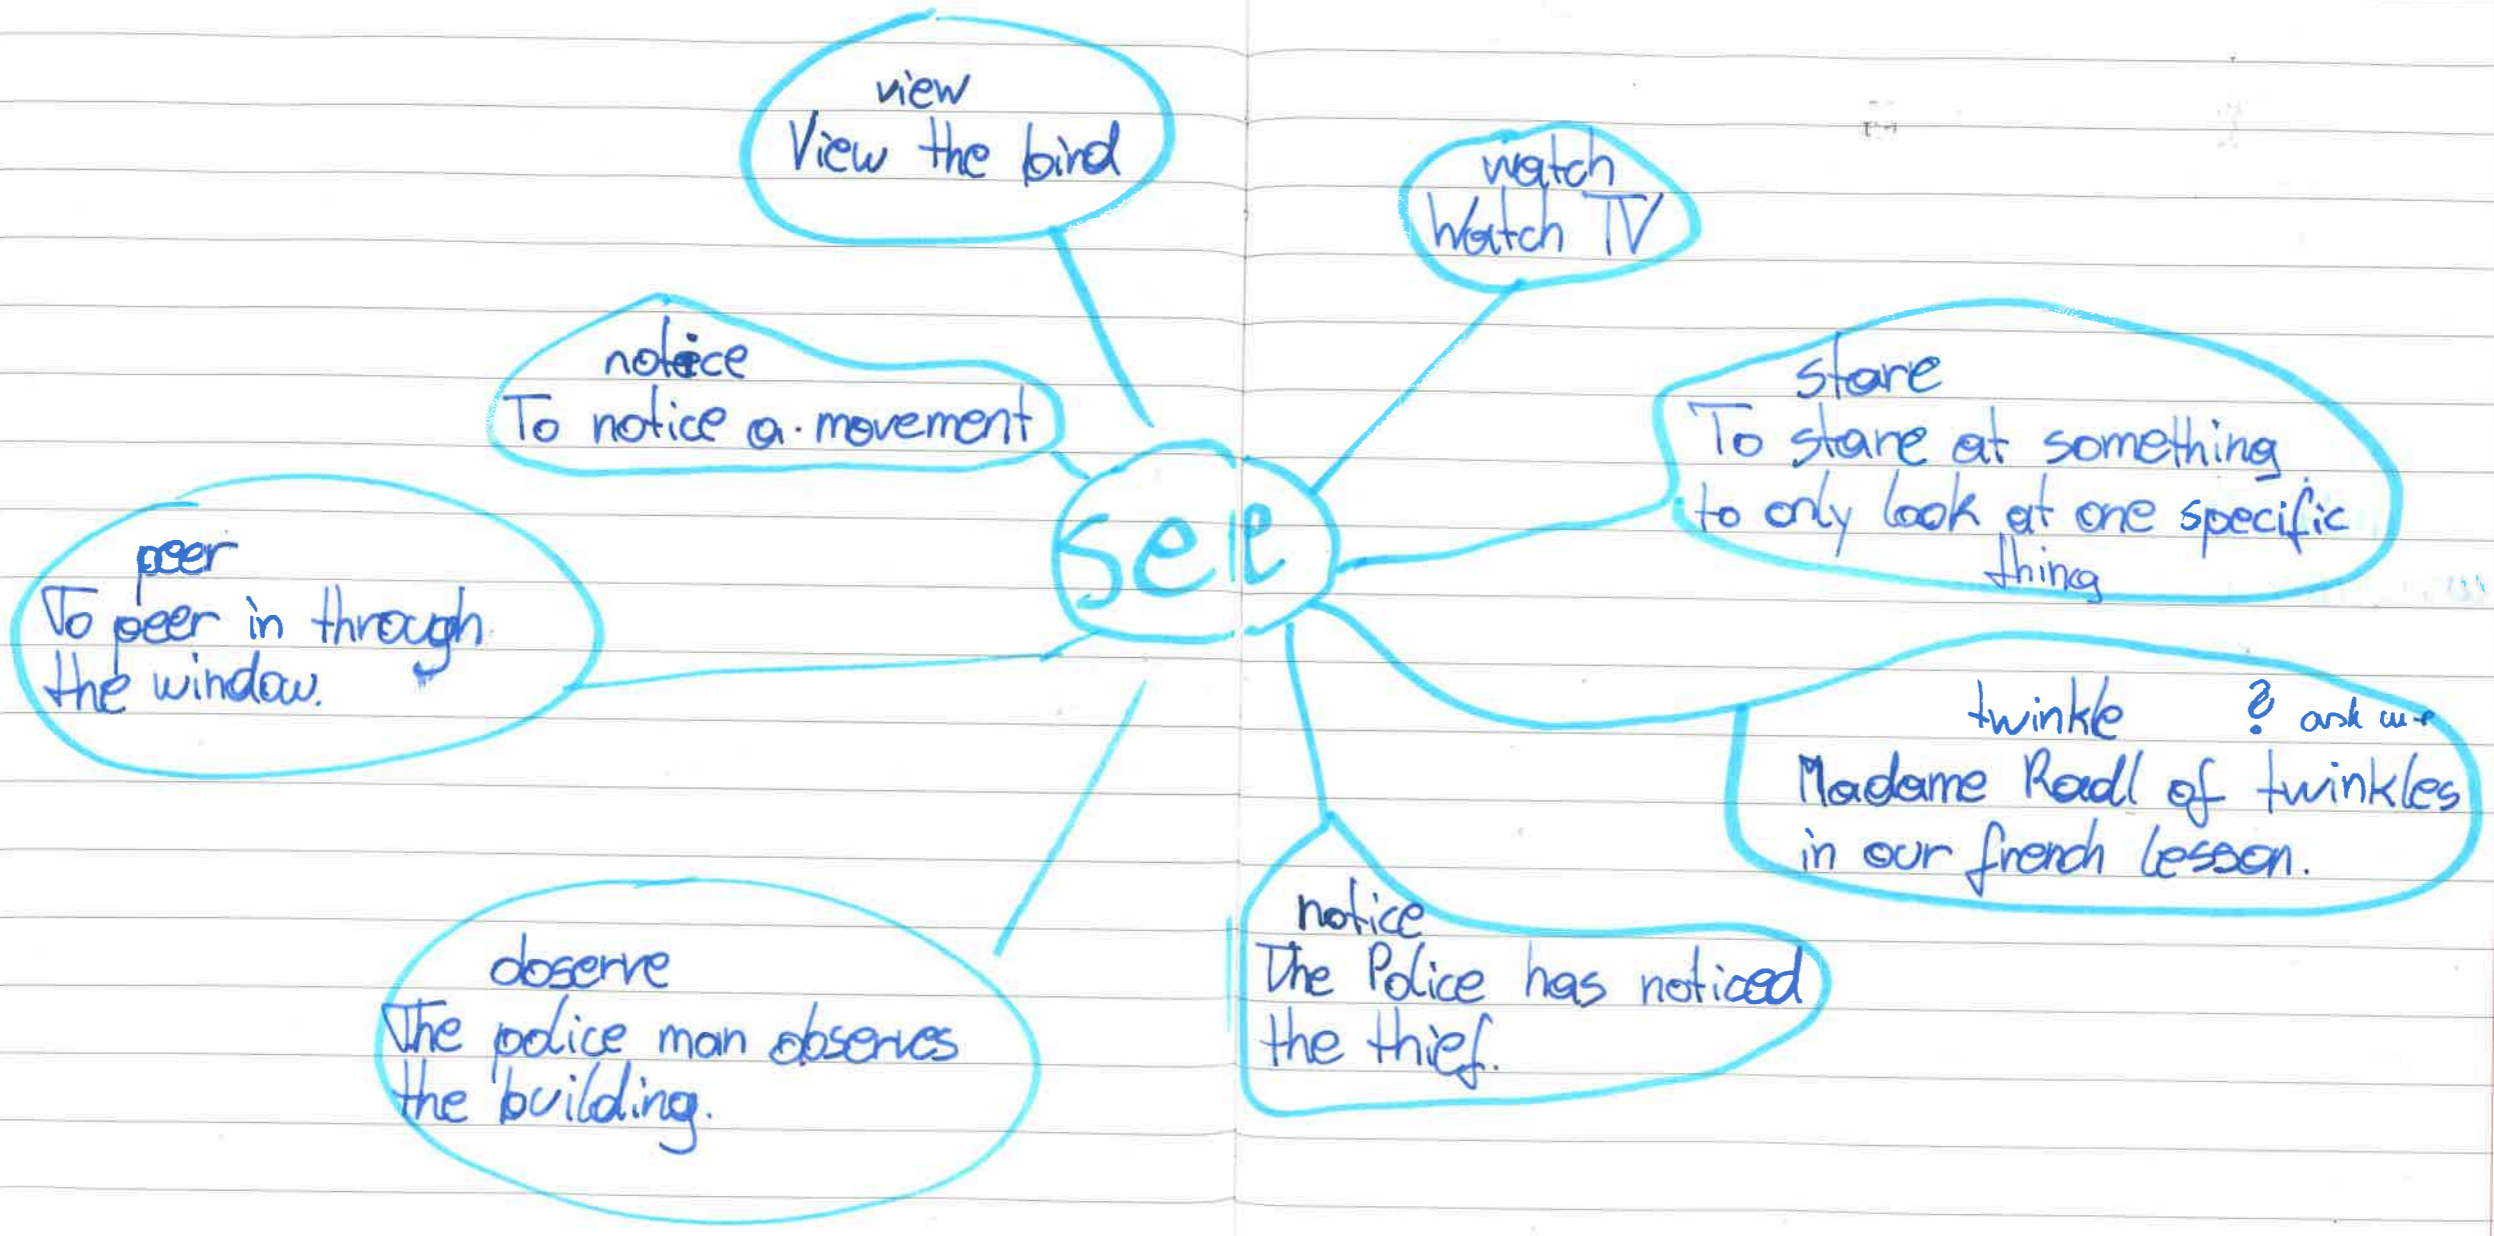 view
View the bird
watch
Watch TV
notice
To notice a movement
stare
To stare at something
to only look at one specific
thing
see
peer
To peer in through
the window.
twinkle ? ask me
Madame Radl of twinkles
in our french lesson.
notice
The Police has noticed
the thief.
observe
The police man observes
the building.